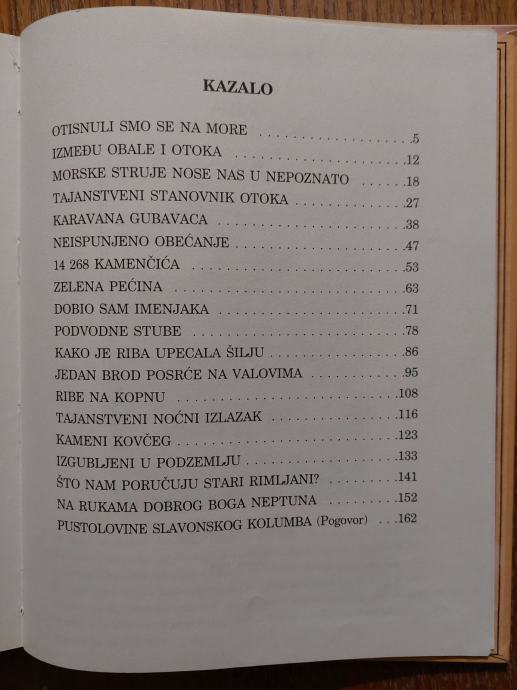 KAZALO
OTISNULI SMO SE NA MORE . . . . . . . . . . . . . . . . 5
IZMEĐU OBALE I OTOKA . . . . . . . . . . . . . . . . . . 12
MORSKE STRUJE NOSE NAS U NEPOZNATO . . . . . . 18
TAJANSTVENI STANOVNIK OTOKA . . . . . . . . . . . . 27
KARAVANA GUBAVACA . . . . . . . . . . . . . . . . . . . 38
NEISPUNJENO OBEĆANJE . . . . . . . . . . . . . . . . . 47
14 268 KAMENČIĆA . . . . . . . . . . . . . . . . . . . . . 53
ZELENA PEĆINA . . . . . . . . . . . . . . . . . . . . . . . 63
DOBIO SAM IMENJAKA . . . . . . . . . . . . . . . . . . . 71
PODVODNE STUBE . . . . . . . . . . . . . . . . . . . . . 78
KAKO JE RIBA UPECALA ŠILJU . . . . . . . . . . . . . . 86
JEDAN BROD POSRĆE NA VALOVIMA . . . . . . . . . . 95
RIBE NA KOPNU . . . . . . . . . . . . . . . . . . . . . . 108
TAJANSTVENI NOĆNI IZLAZAK . . . . . . . . . . . . . . 116
KAMENI KOVČEG . . . . . . . . . . . . . . . . . . . . . . 123
IZGUBLJENI U PODZEMLJU . . . . . . . . . . . . . . . . 133
ŠTO NAM PORUČUJU STARI RIMLJANI? . . . . . . . . 141
NA RUKAMA DOBROG BOGA NEPTUNA . . . . . . . . 152
PUSTOLOVINE SLAVONSKOG KOLUMBA (Pogovor) . . . 162